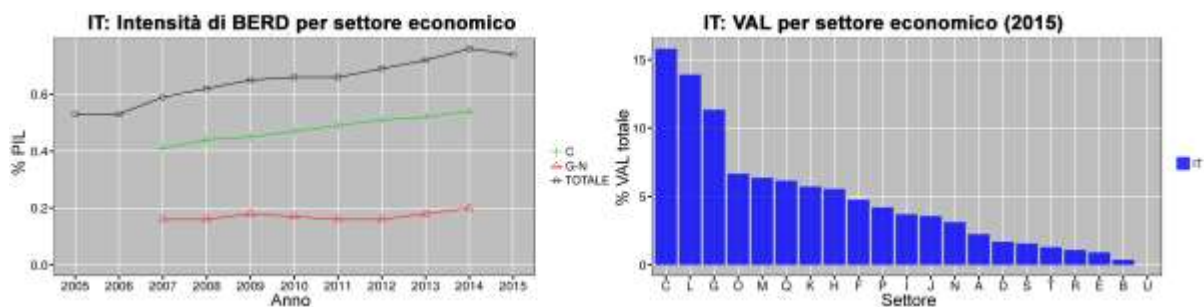 IT: Intensità di BERD per settore economico
% PIL
0.6
0.4
0.2
0.0
2005 2006 2007 2008 2009 2010 2011 2012 2013 2014 2015
Anno
C
G-N
TOTALE
IT: VAL per settore economico (2015)
% VAL totale
15
10
5
0
C L G O M Q K H F P I J N A D S T R E B U
Settore
IT